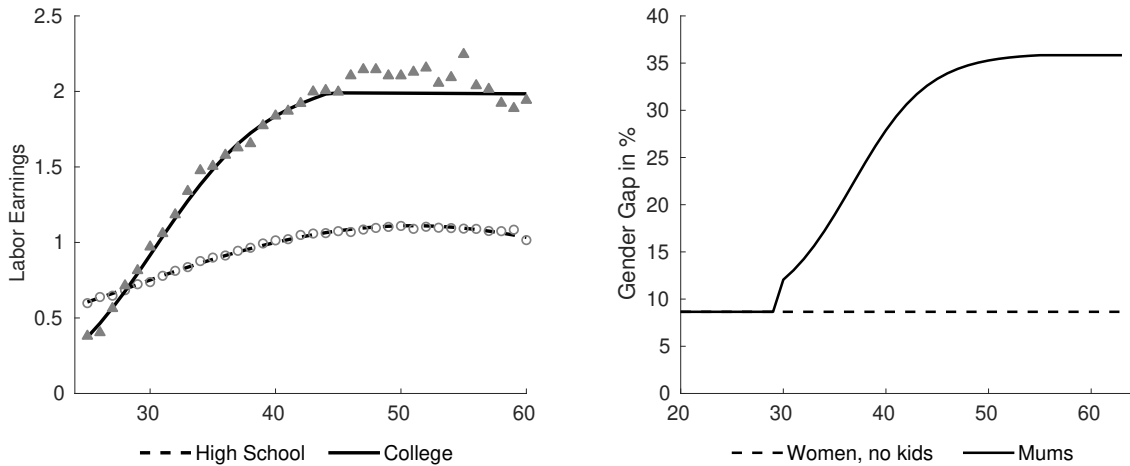 2.5
2
1.5
1
0.5
0
Labor Earnings
30 40 50 60
High School College
40
35
30
25
20
15
10
5
0
Gender Gap in %
20 30 40 50 60
Women, no kids Mums